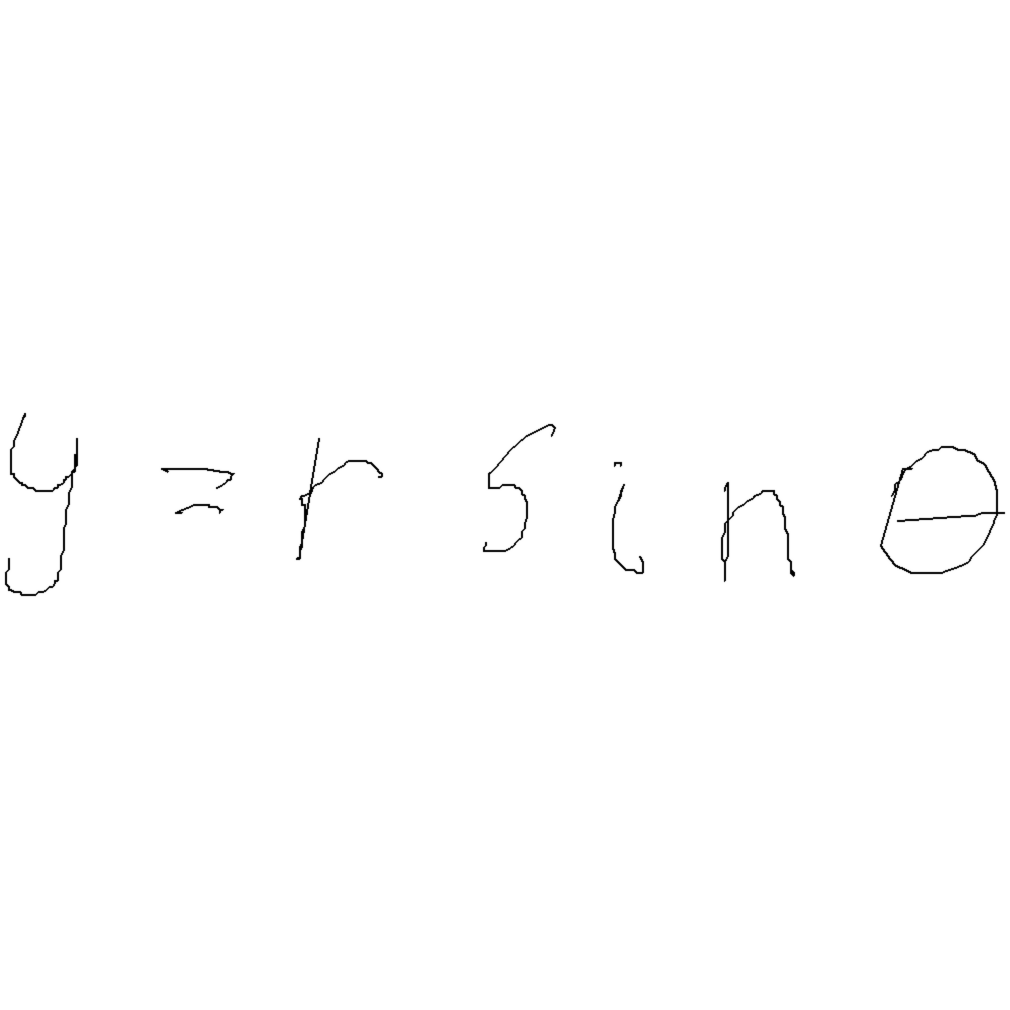 y = r sin θ